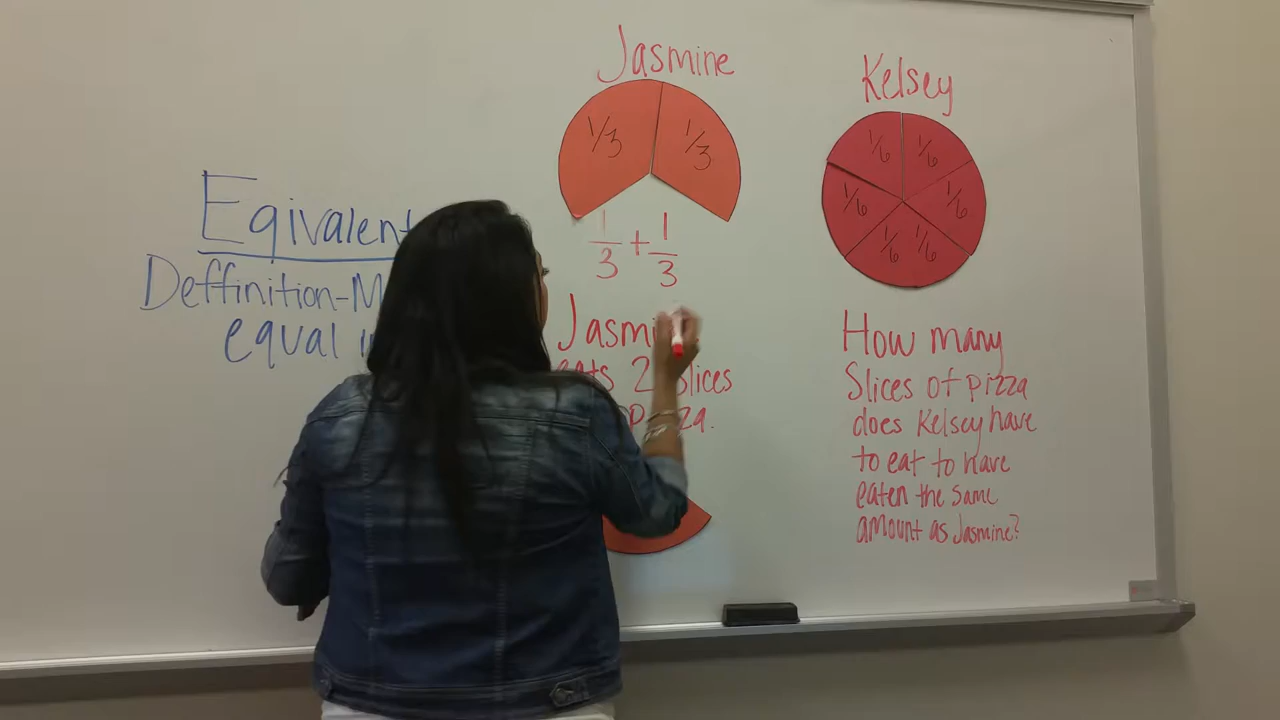 Eqivalent
Deffinition-M
equal i
Jasmine
1/3 1/3
1/3 + 1/3
Jasmi
eats 2 Slices
pizza.
Kelsey
1/6 1/6
1/6 1/6
1/6 1/6
How many
Slices of pizza
does Kelsey have
to eat to have
eaten the same
amount as Jasmine?